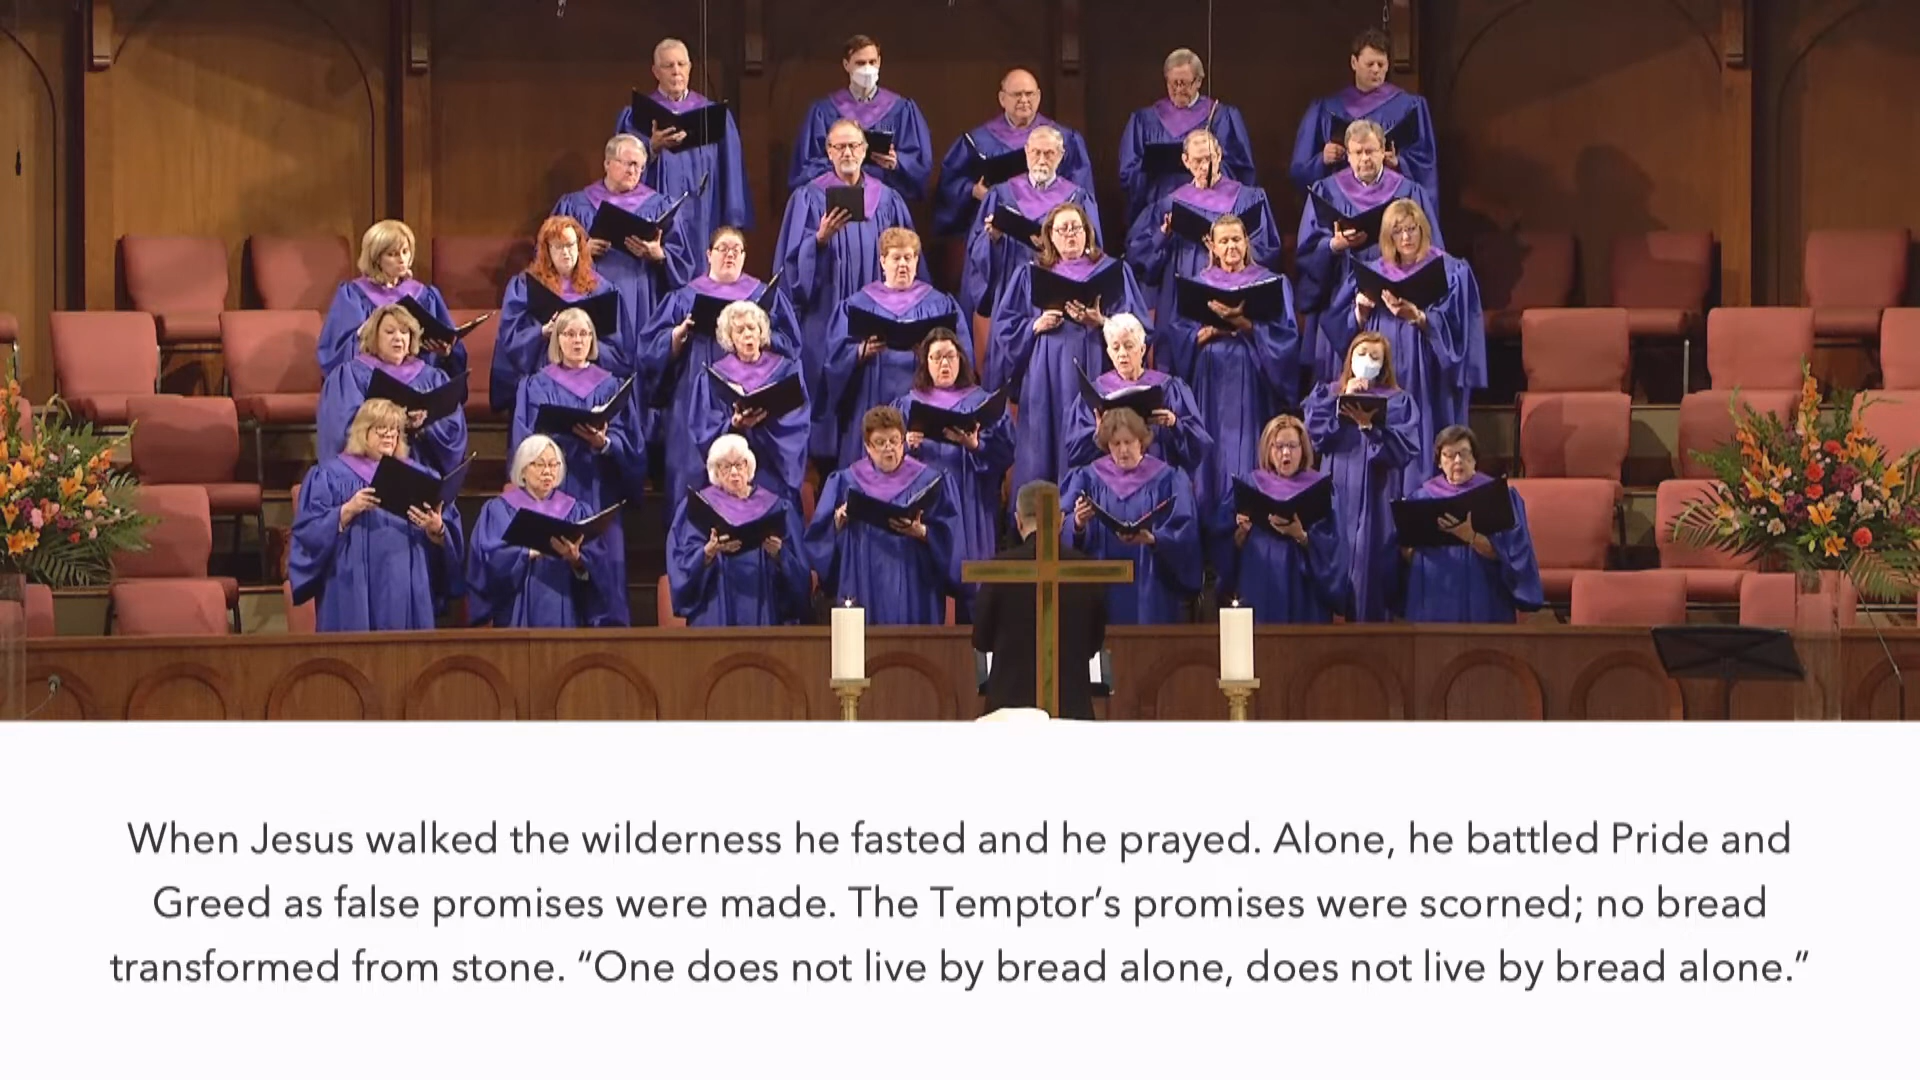 When Jesus walked the wilderness he fasted and he prayed. Alone, he battled Pride and
Greed as false promises were made. The Temptor’s promises were scorned; no bread
transformed from stone. “One does not live by bread alone, does not live by bread alone.”